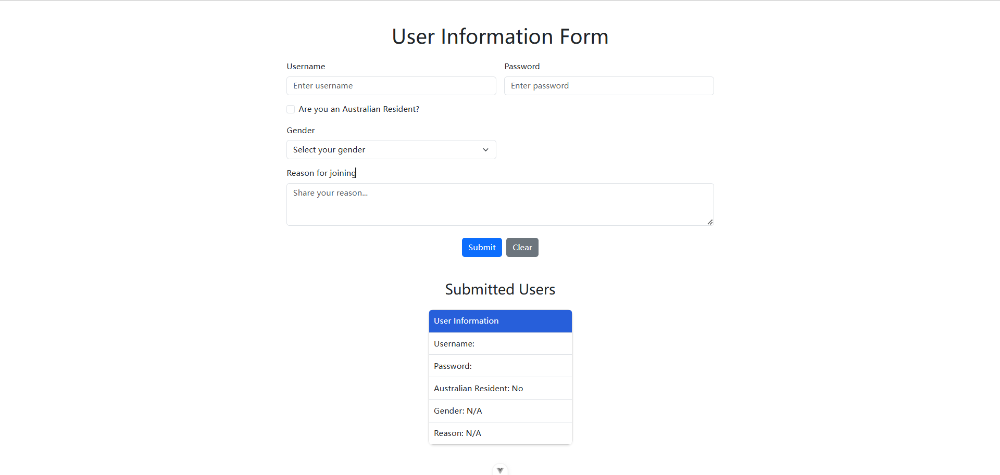 User Information Form
Username
Password
Enter username
Enter password
Are you an Australian Resident?
Gender
Select your gender
Reason for joining
Share your reason...
Submit
Clear
Submitted Users
User Information
Username:
Password:
Australian Resident: No
Gender: N/A
Reason: N/A